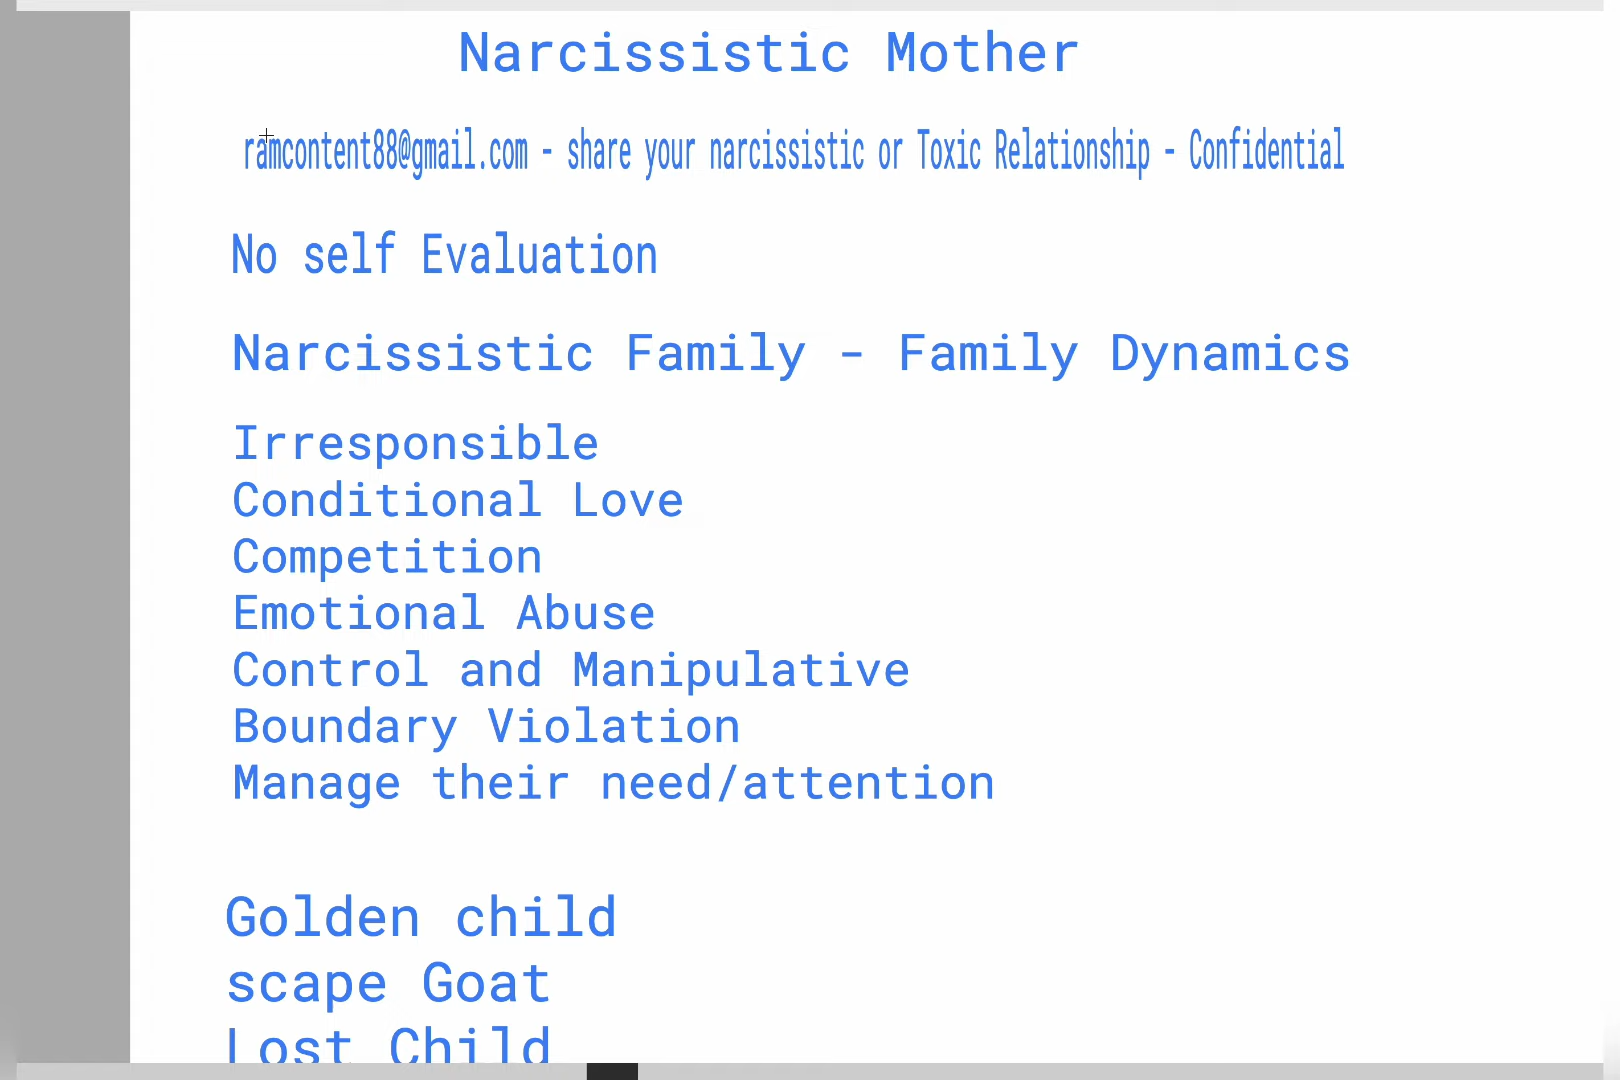 Narcissistic Mother
ramcontent88@gmail.com - share your narcissistic or Toxic Relationship - Confidential
No self Evaluation
Narcissistic Family - Family Dynamics
Irresponsible
Conditional Love
Competition
Emotional Abuse
Control and Manipulative
Boundary Violation
Manage their need/attention
Golden child
scape Goat
Lost Child